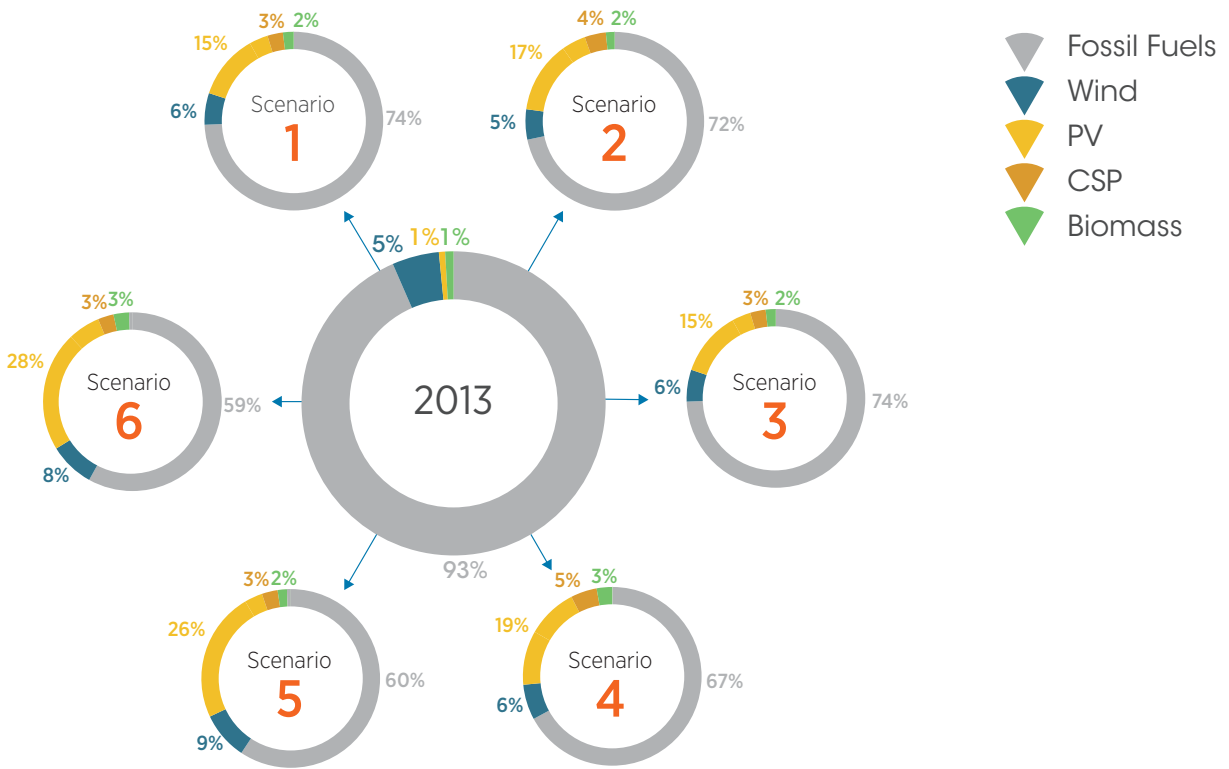 3% 2%
15%
6%
Scenario
1
74%
4% 2%
17%
5%
Scenario
2
72%
Fossil Fuels
Wind
PV
CSP
Biomass
5% 1% 1%
2013
93%
3% 3%
28%
Scenario
6
59%
8%
3% 2%
15%
6%
Scenario
3
74%
3% 2%
26%
Scenario
5
60%
9%
5% 3%
19%
Scenario
4
67%
6%